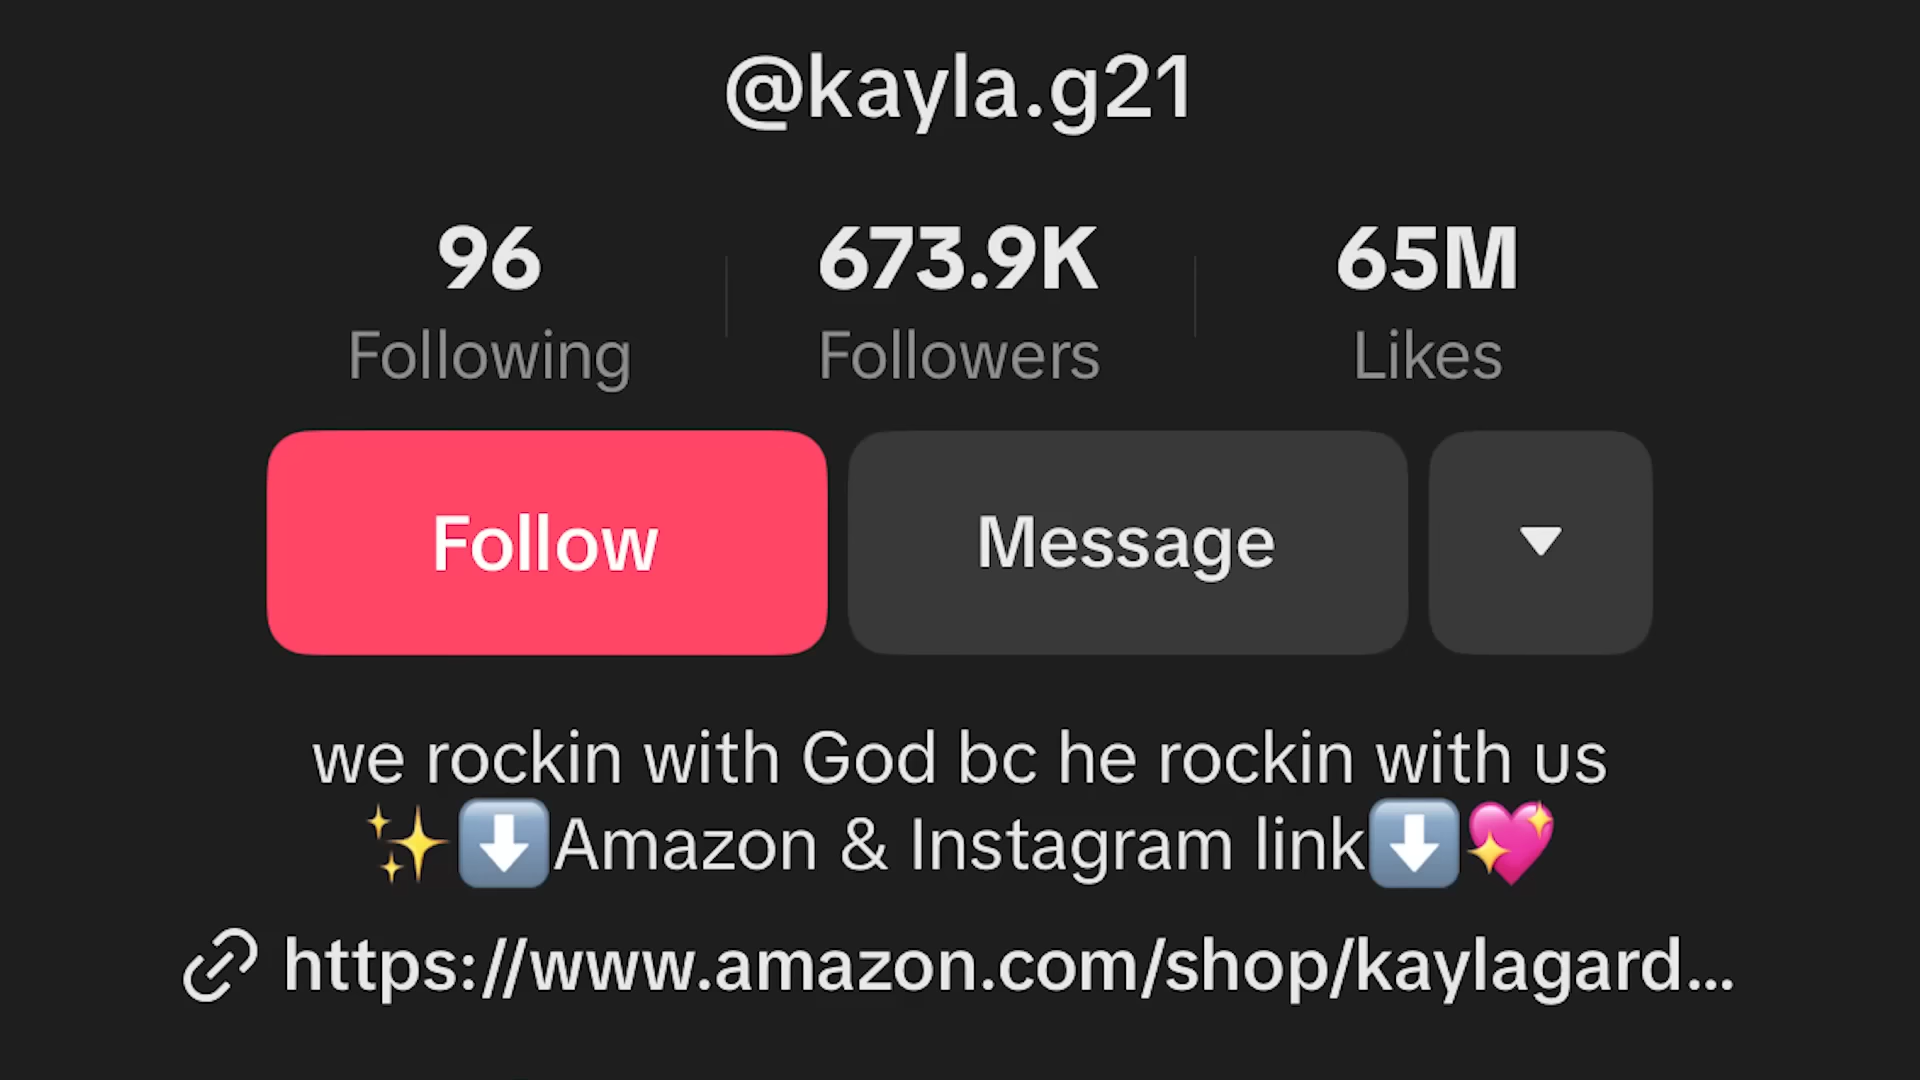 @kayla.g21
96 673.9K 65M
Following Followers Likes
Follow Message
we rockin with God bc he rockin with us
✨⬇️Amazon & Instagram link⬇️💖
https://www.amazon.com/shop/kaylagard...